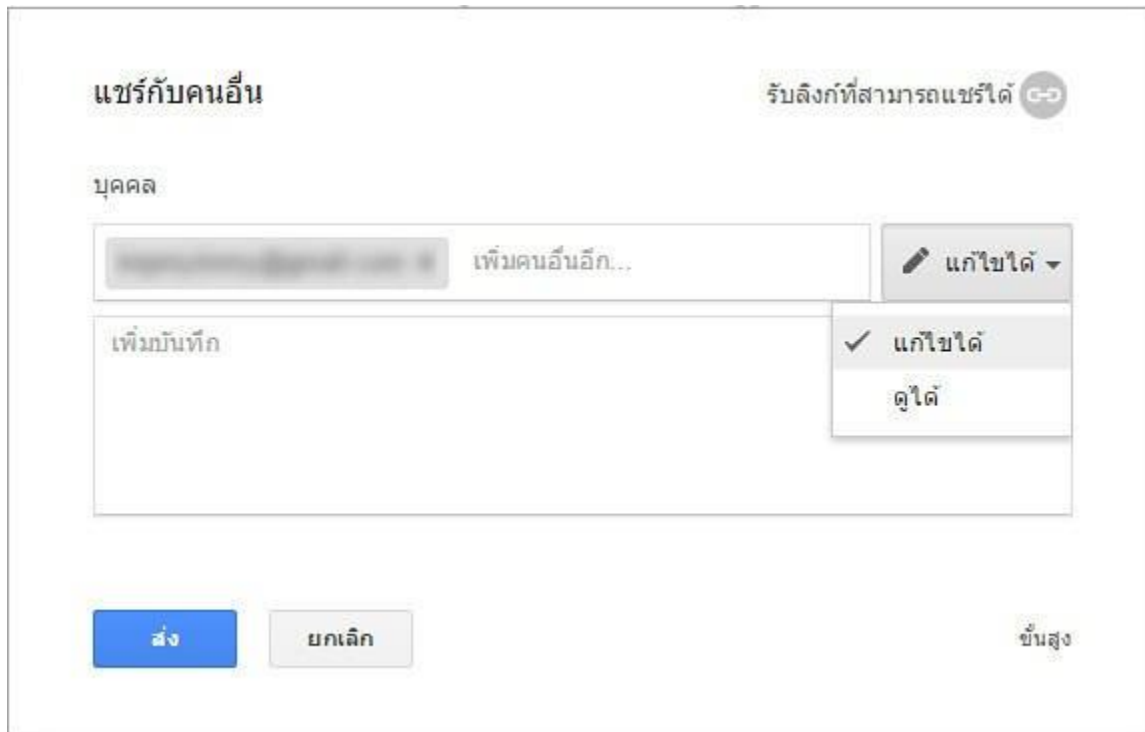 แชร์กับคนอื่น
รับลิงก์ที่สามารถแชร์ได้
บุคคล
เพิ่มคนอื่นอีก...
แก้ไขได้
เพิ่มบันทึก
แก้ไขได้
ดูได้
ส่ง
ยกเลิก
ขั้นสูง